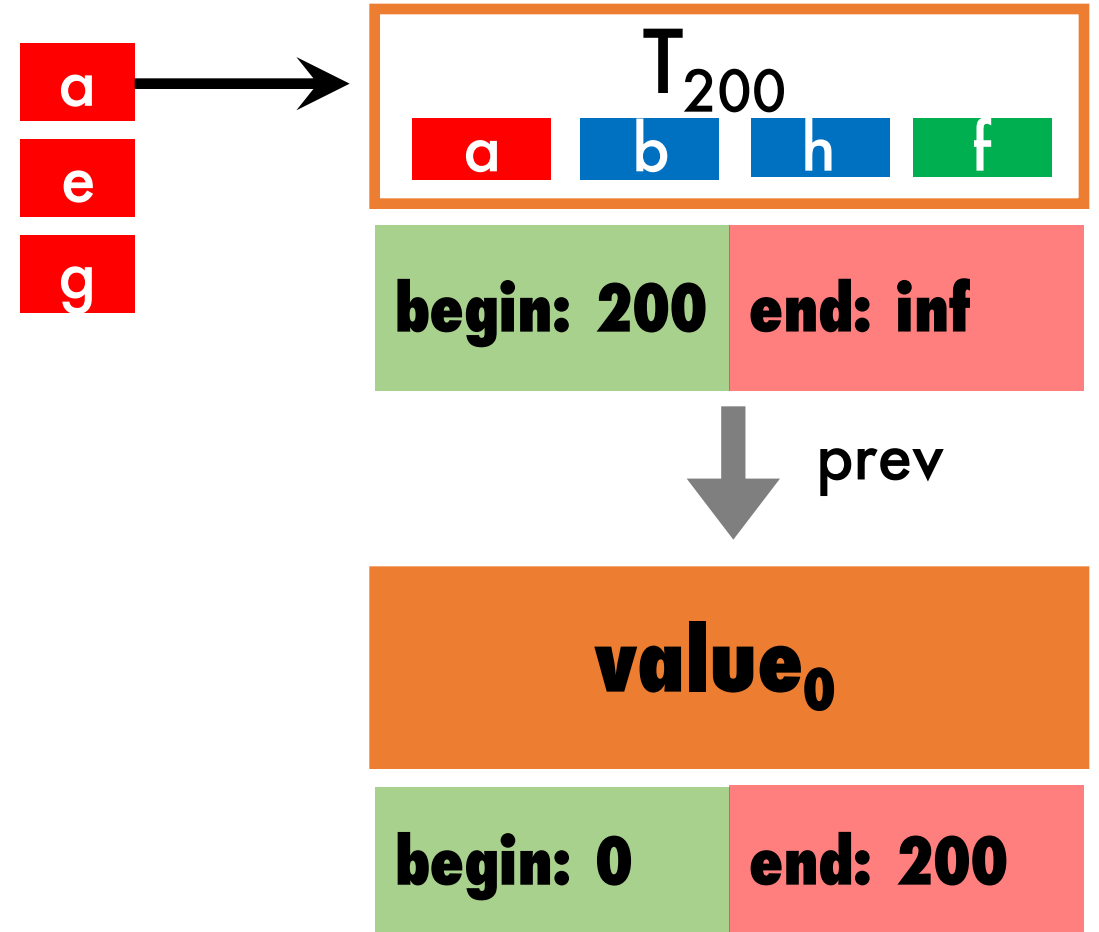 a
e
g
T₂₀₀
a b h f
begin: 200 end: inf
prev
value₀
begin: 0 end: 200